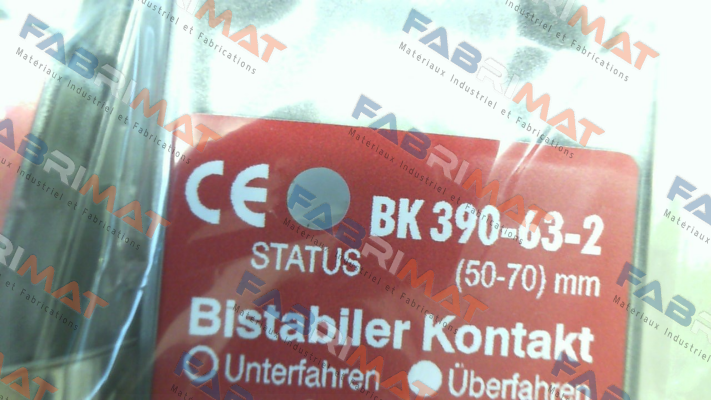 CE BK 390-63-2
STATUS (50-70) mm
Bistabiler Kontakt
Unterfahren Überfahren
FABRIMAT
Materiaux Industriel et Fabrications